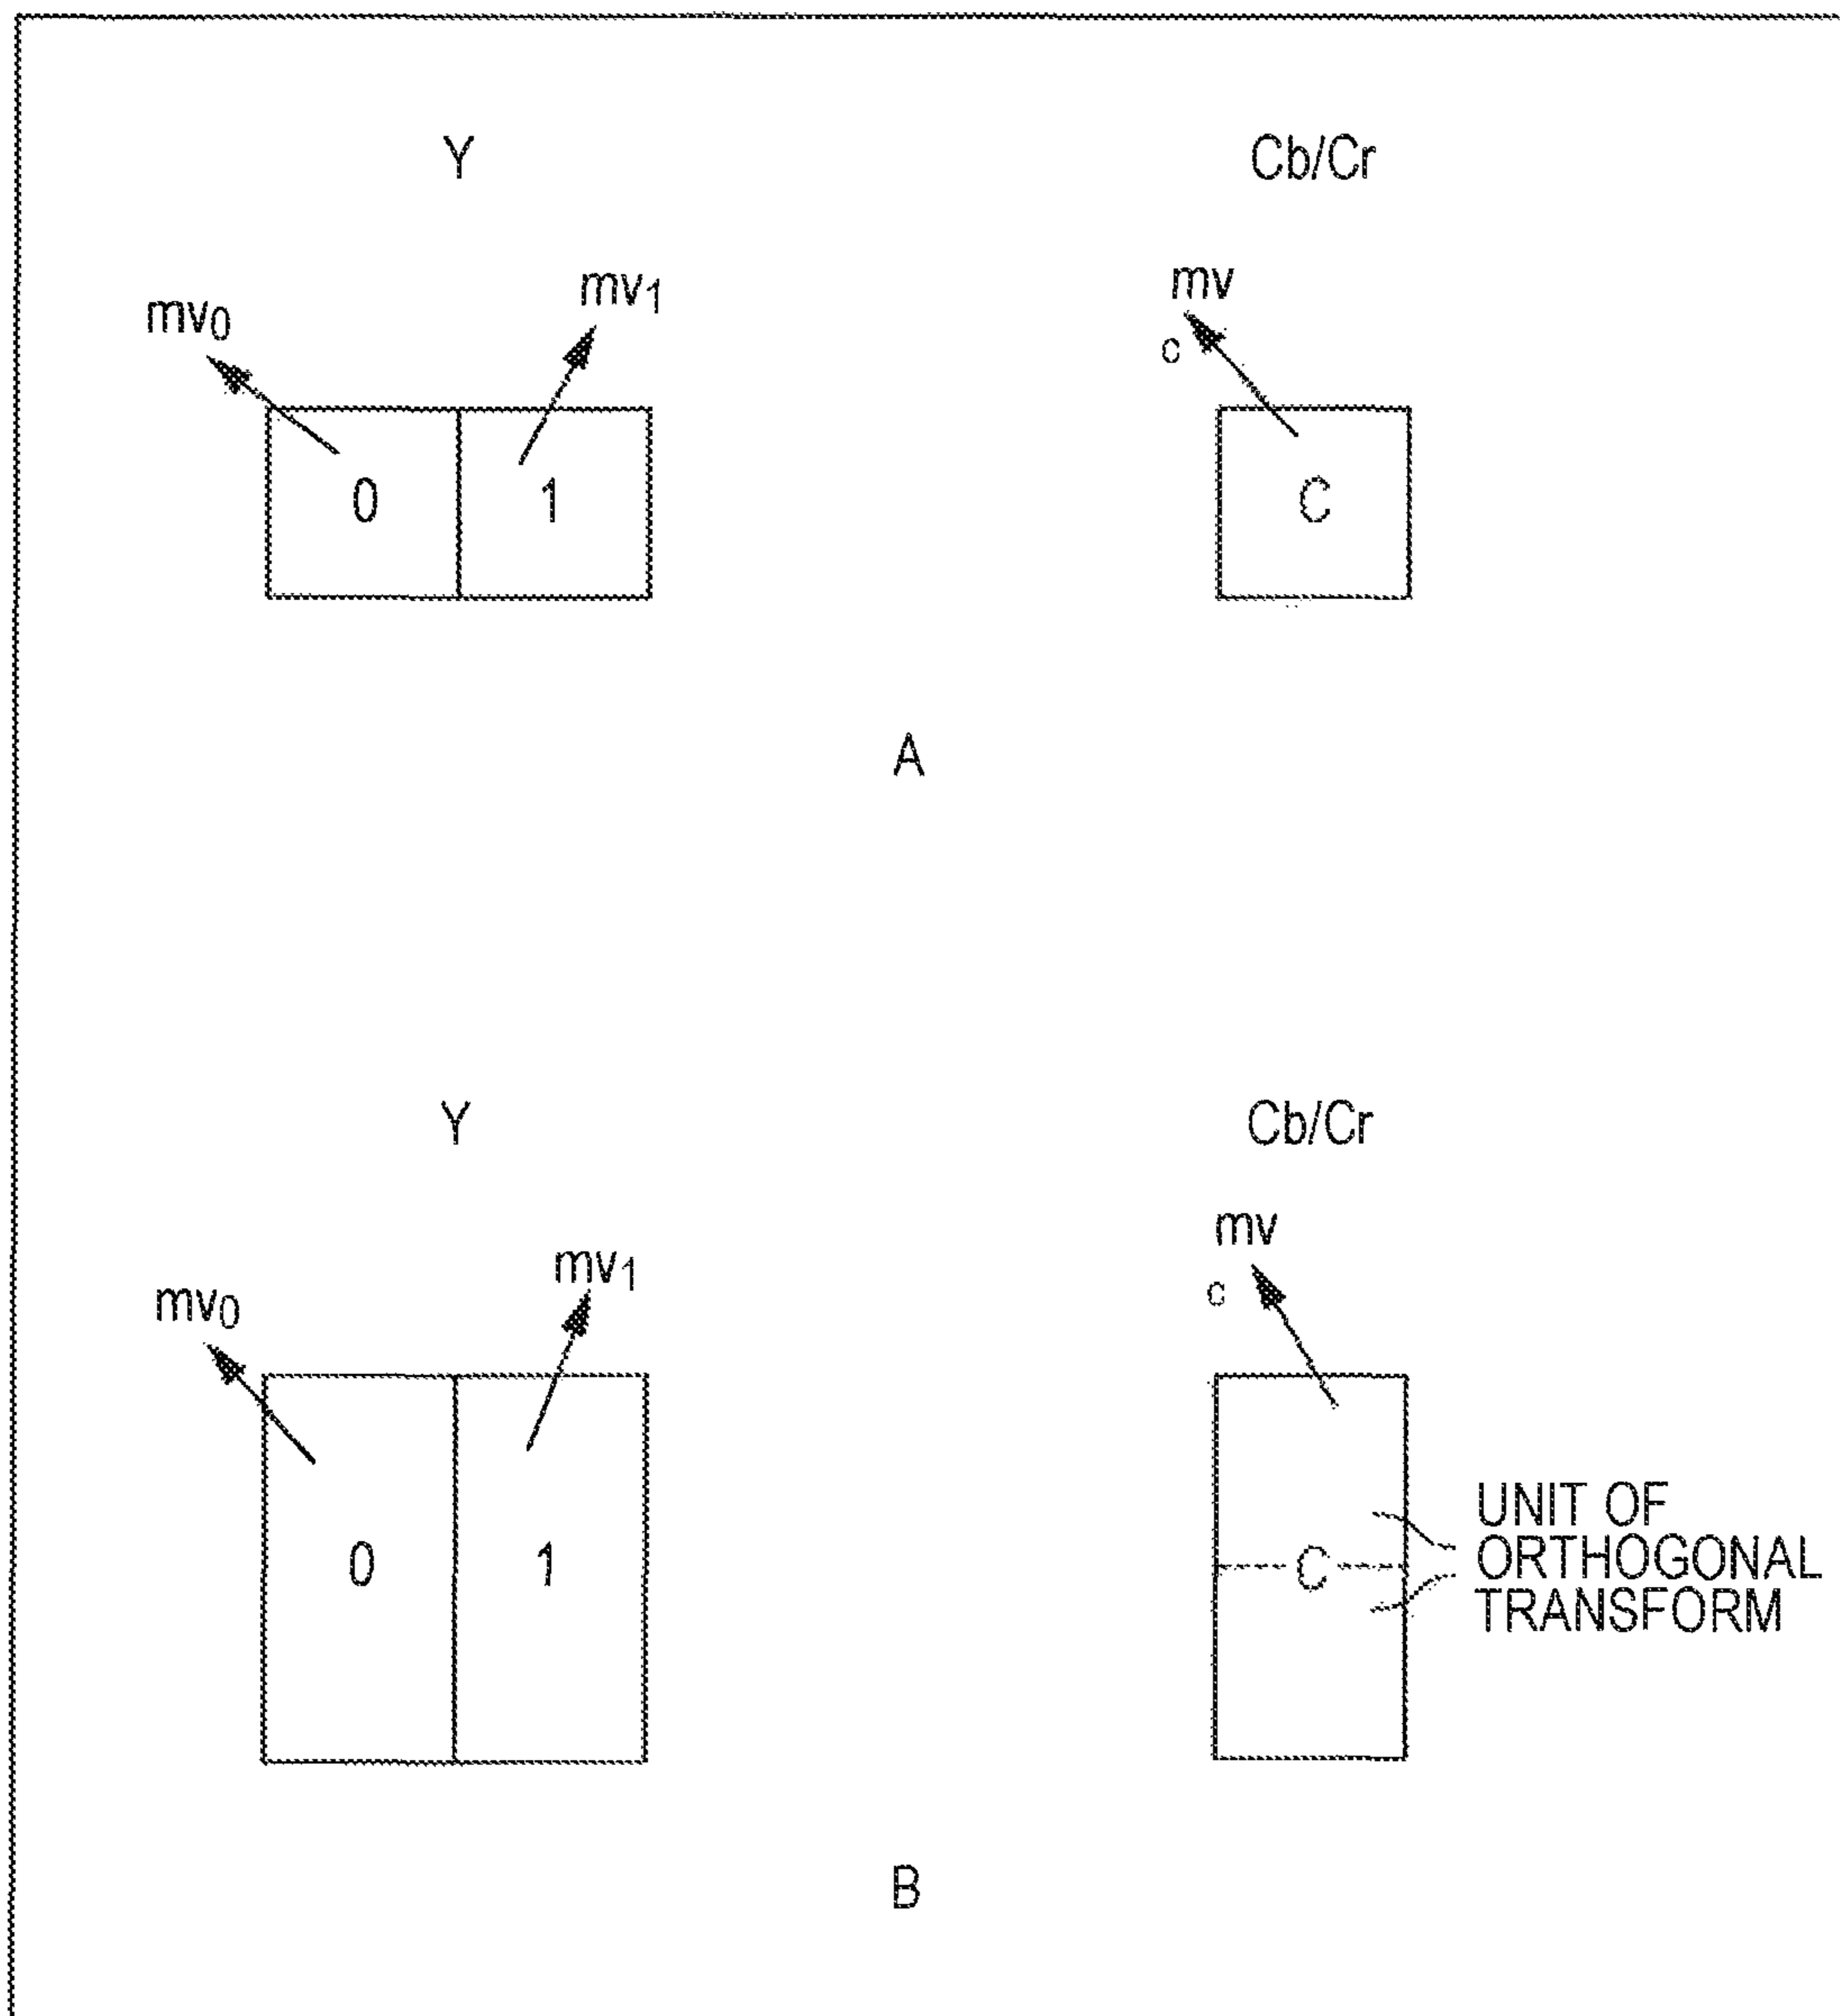 Y Cb/Cr
mv0 mv1 mv
c
0 1 C
A
Y Cb/Cr
mv0 mv1 mv
c
0 1 C
UNIT OF
ORTHOGONAL
TRANSFORM
B